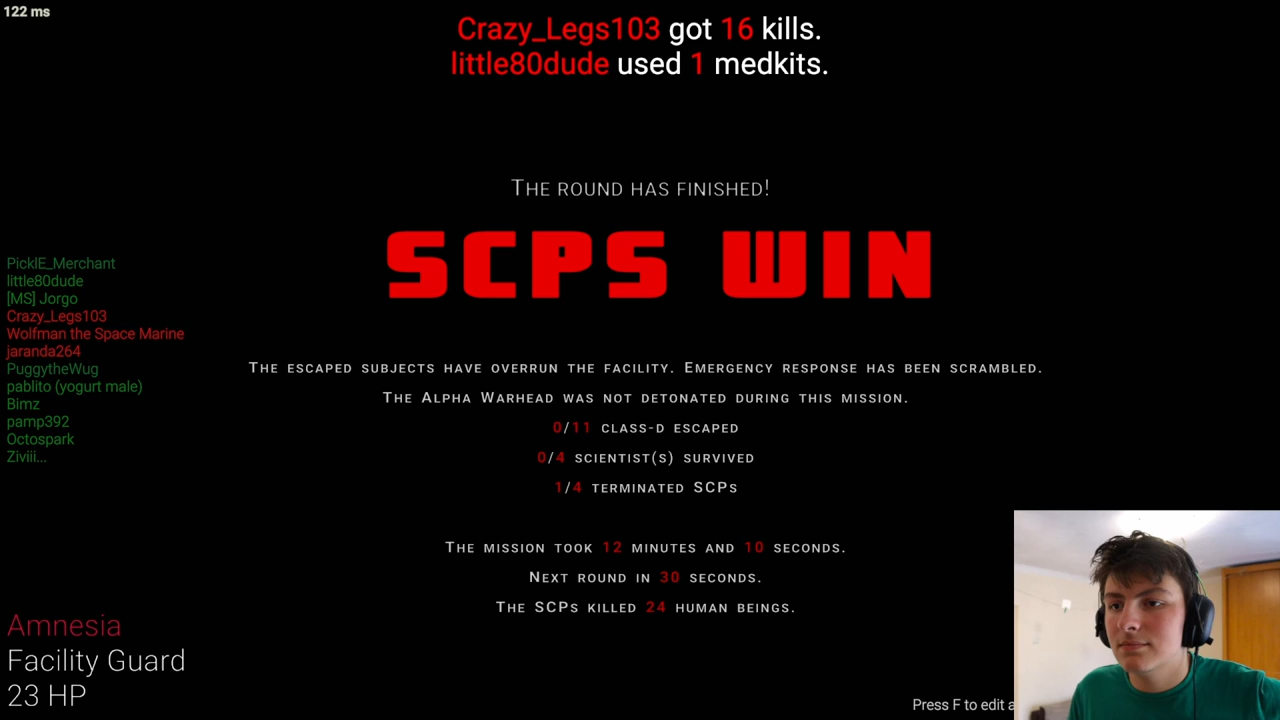 122 ms
Crazy_Legs103 got 16 kills.
little80dude used 1 medkits.
THE ROUND HAS FINISHED!
SCPS WIN
PicklE_Merchant
little80dude
[MS] Jorgo
Crazy_Legs103
Wolfman the Space Marine
jaranda264
PuggytheWug
pablito (yogurt male)
Bimz
pamp392
Octospark
Ziviii...
THE ESCAPED SUBJECTS HAVE OVERRUN THE FACILITY. EMERGENCY RESPONSE HAS BEEN SCRAMBLED.
THE ALPHA WARHEAD WAS NOT DETONATED DURING THIS MISSION.
0/11 CLASS-D ESCAPED
0/4 SCIENTIST(S) SURVIVED
1/4 TERMINATED SCPS
THE MISSION TOOK 12 MINUTES AND 10 SECONDS.
NEXT ROUND IN 30 SECONDS.
THE SCPS KILLED 24 HUMAN BEINGS.
Amnesia
Facility Guard
23 HP
Press F to edit a